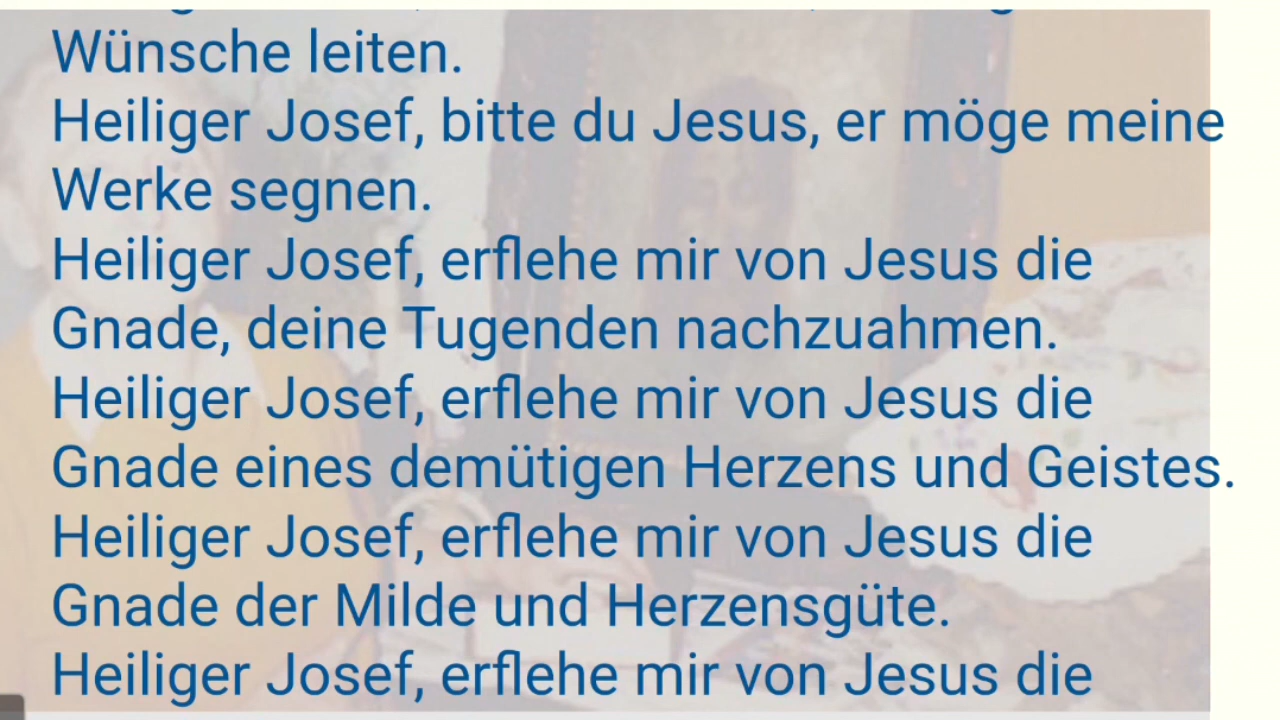 Wünsche leiten.
Heiliger Josef, bitte du Jesus, er möge meine
Werke segnen.
Heiliger Josef, erflehe mir von Jesus die
Gnade, deine Tugenden nachzuahmen.
Heiliger Josef, erflehe mir von Jesus die
Gnade eines demütigen Herzens und Geistes.
Heiliger Josef, erflehe mir von Jesus die
Gnade der Milde und Herzensgüte.
Heiliger Josef, erflehe mir von Jesus die